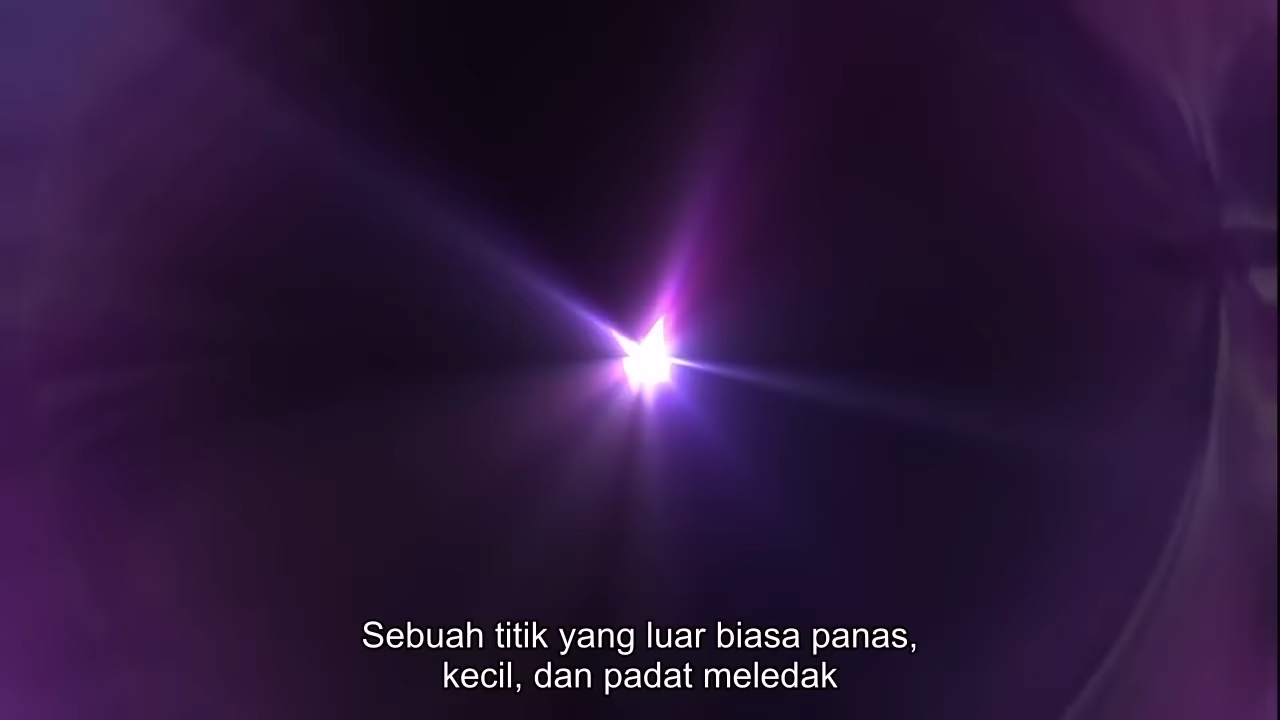 Sebuah titik yang luar biasa panas,
kecil, dan padat meledak